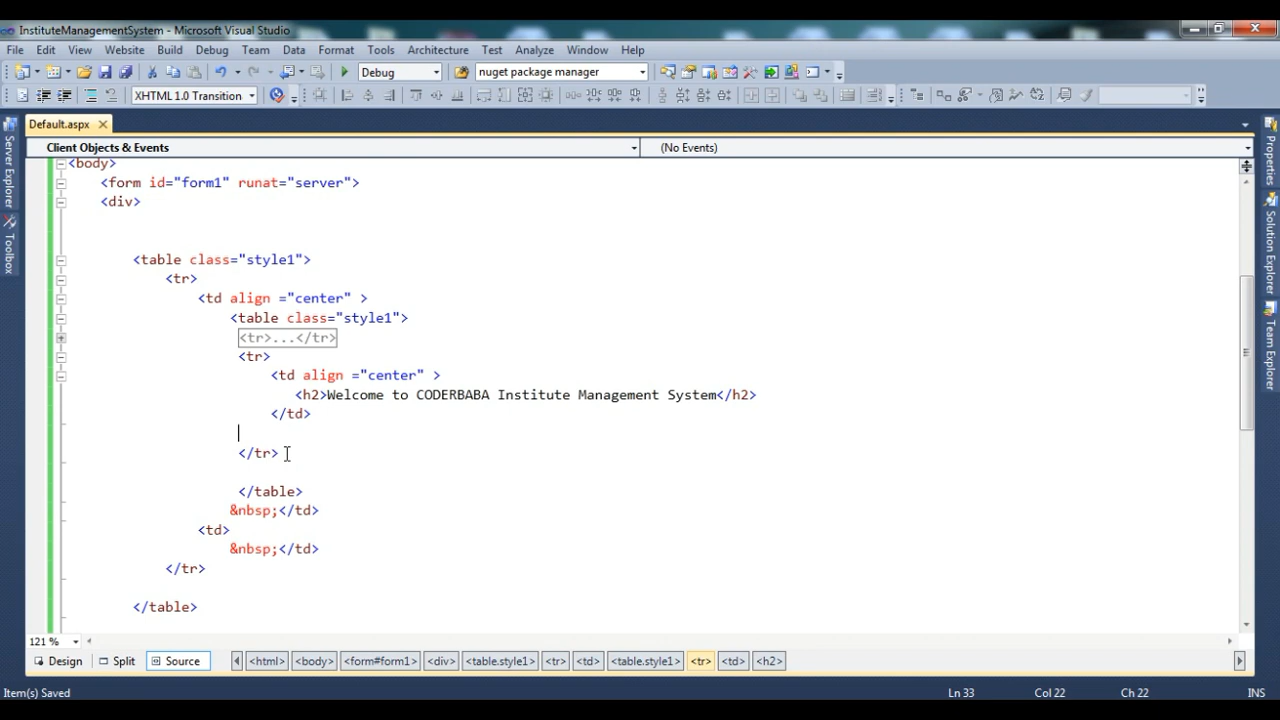 InstituteManagementSystem - Microsoft Visual Studio
File Edit View Website Build Debug Team Data Format Tools Architecture Test Analyze Window Help
Debug nuget package manager
XHTML 1.0 Transition
Default.aspx
Client Objects & Events (No Events)
Server Explorer
Toolbox
Properties
Solution Explorer
Team Explorer
<body>
<form id="form1" runat="server">
<div>
<table class="style1">
<tr>
<td align ="center" >
<table class="style1">
<tr>...</tr>
<tr>
<td align ="center" >
<h2>Welcome to CODERBABA Institute Management System</h2>
</td>
</tr>
</table>
&nbsp;</td>
<td>
&nbsp;</td>
</tr>
</table>
121 %
Design Split Source <html> <body> <form#form1> <div> <table.style1> <tr> <td> <table.style1> <tr> <td> <h2>
Item(s) Saved Ln 33 Col 22 Ch 22 INS